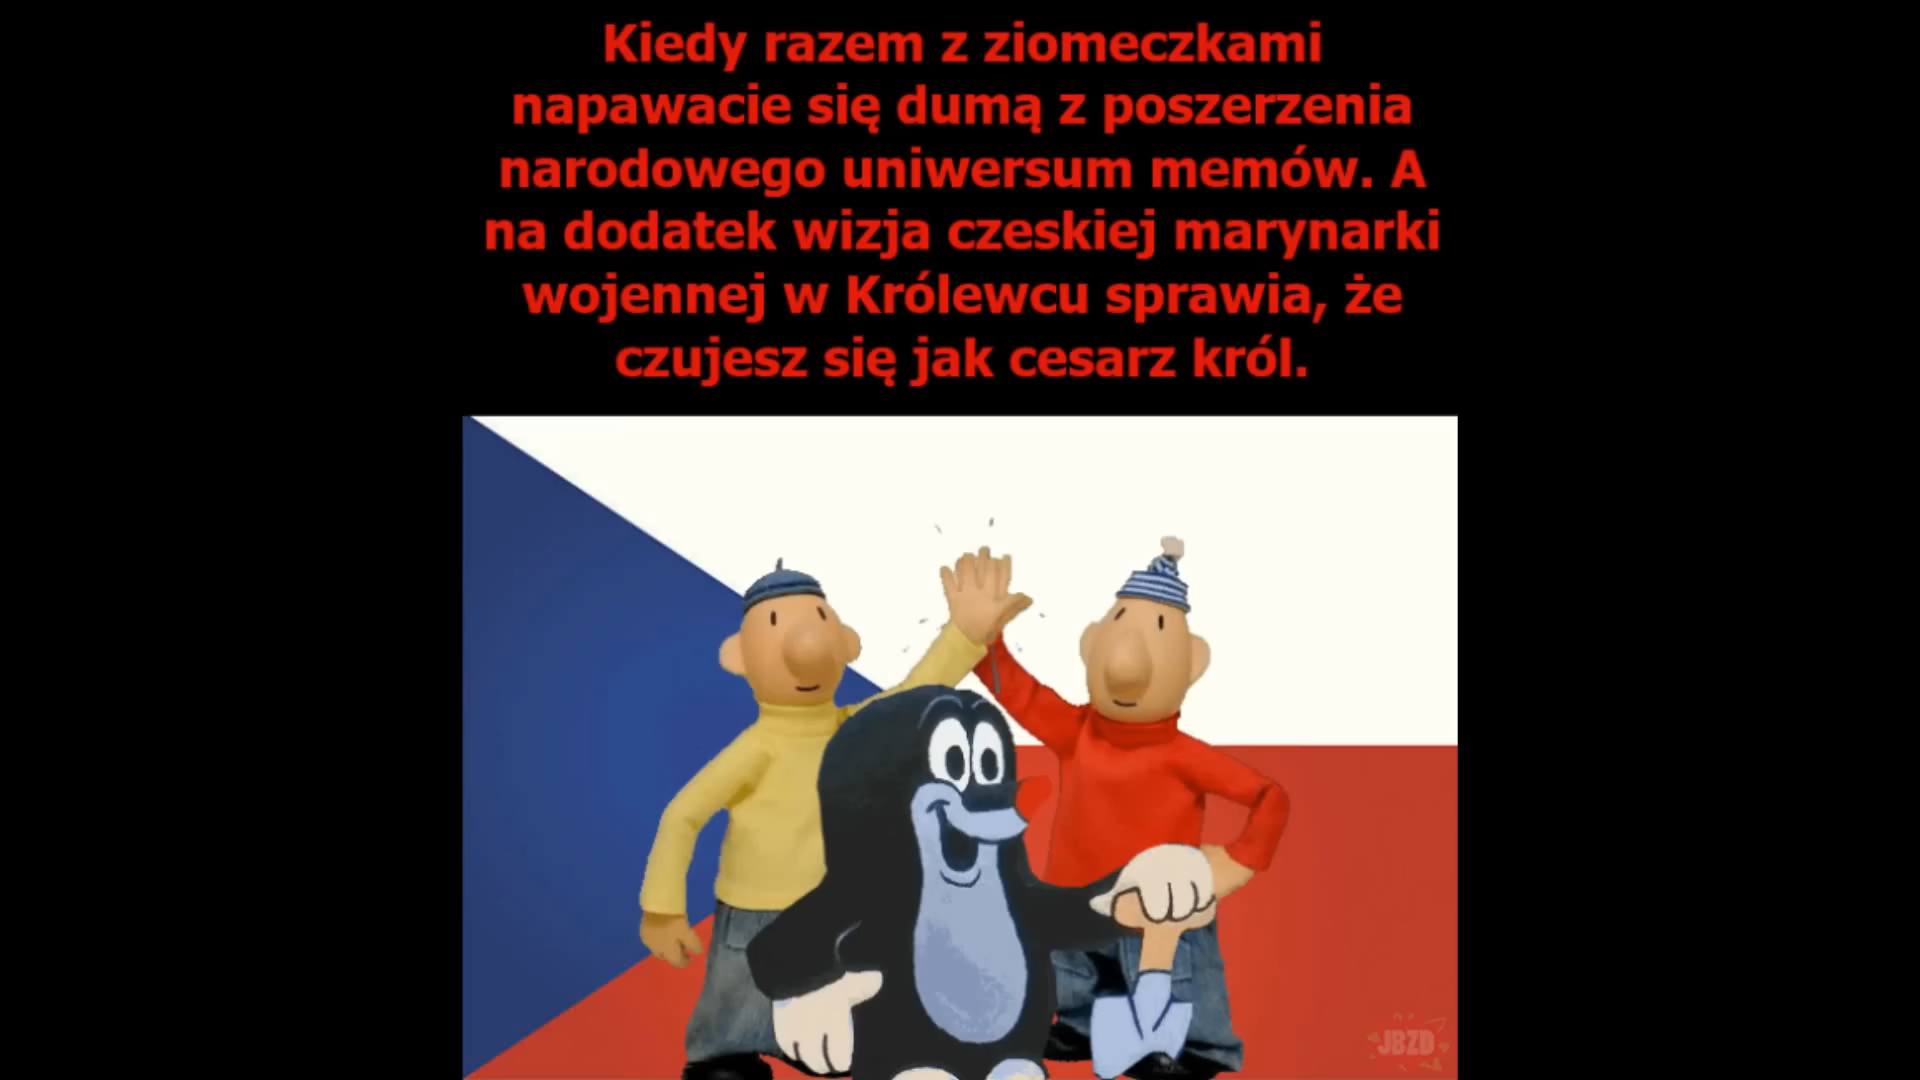 Kiedy razem z ziomeczkami
napawacie się dumą z poszerzenia
narodowego uniwersum memów. A
na dodatek wizja czeskiej marynarki
wojennej w Królewcu sprawia, że
czujesz się jak cesarz król.
JBZD